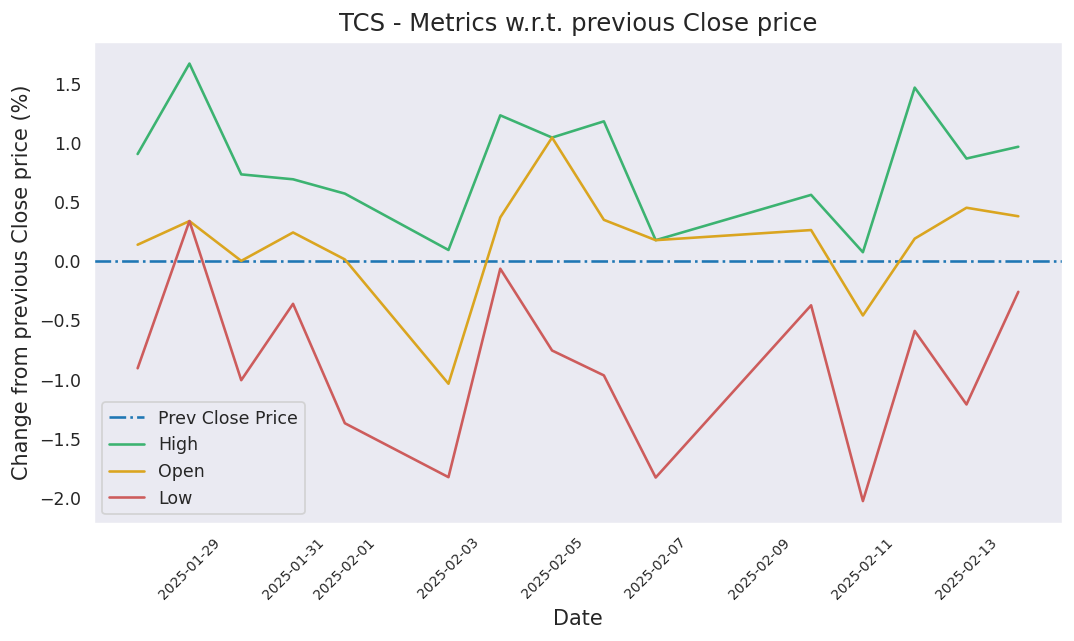 TCS - Metrics w.r.t. previous Close price
Change from previous Close price (%)
1.5
1.0
0.5
0.0
−0.5
−1.0
−1.5
−2.0
Prev Close Price
High
Open
Low
2025-01-29
2025-01-31
2025-02-01
2025-02-03
2025-02-05
2025-02-07
2025-02-09
2025-02-11
2025-02-13
Date